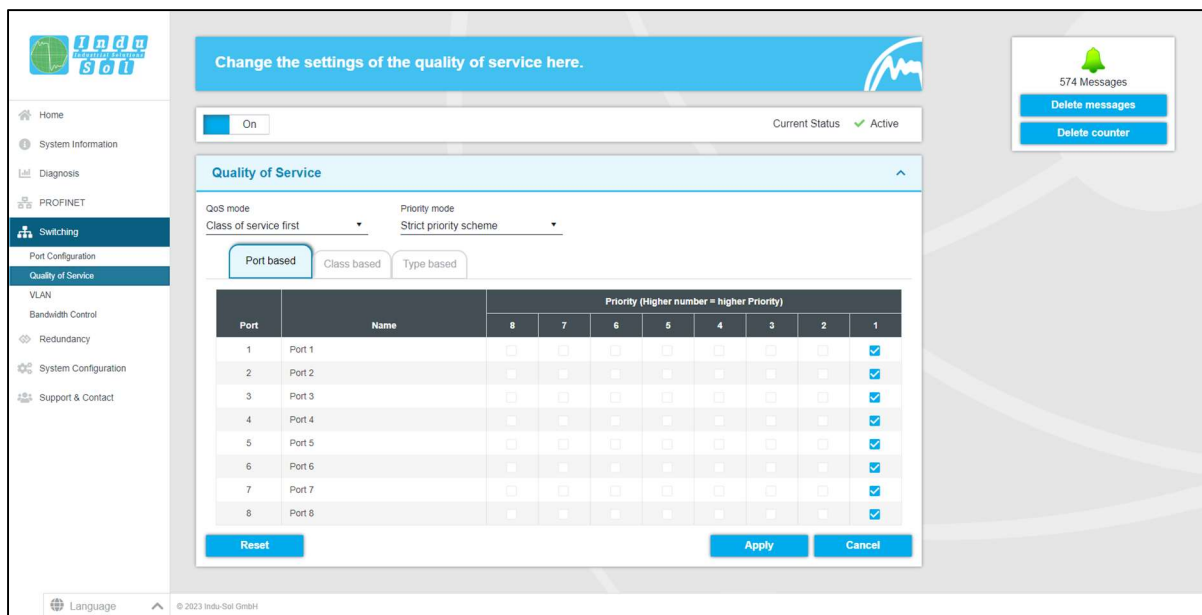 Indu
Industrial Solutions
Sol
Home
System Information
Diagnosis
PROFINET
Switching
Port Configuration
Quality of Service
VLAN
Bandwidth Control
Redundancy
System Configuration
Support & Contact
Language
Change the settings of the quality of service here.
On
Current Status Active
Quality of Service
QoS mode Priority mode
Class of service first Strict priority scheme
Port based Class based Type based
Priority (Higher number = higher Priority)
Port Name 8 7 6 5 4 3 2 1
1 Port 1
2 Port 2
3 Port 3
4 Port 4
5 Port 5
6 Port 6
7 Port 7
8 Port 8
Reset Apply Cancel
574 Messages
Delete messages
Delete counter
© 2023 Indu-Sol GmbH